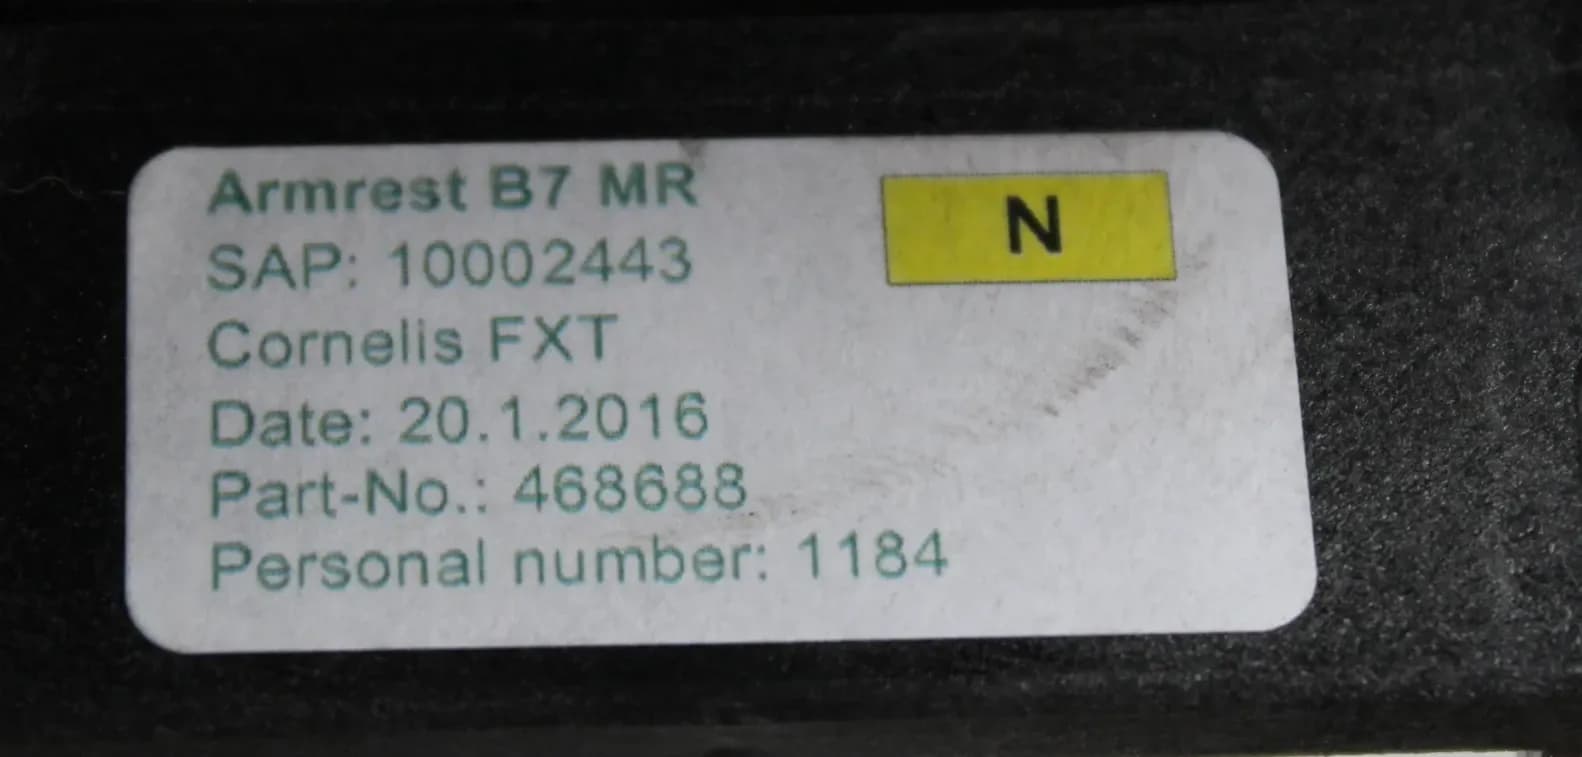 Armrest B7 MR
N
SAP: 10002443
Cornelis FXT
Date: 20.1.2016
Part-No.: 468688
Personal number: 1184